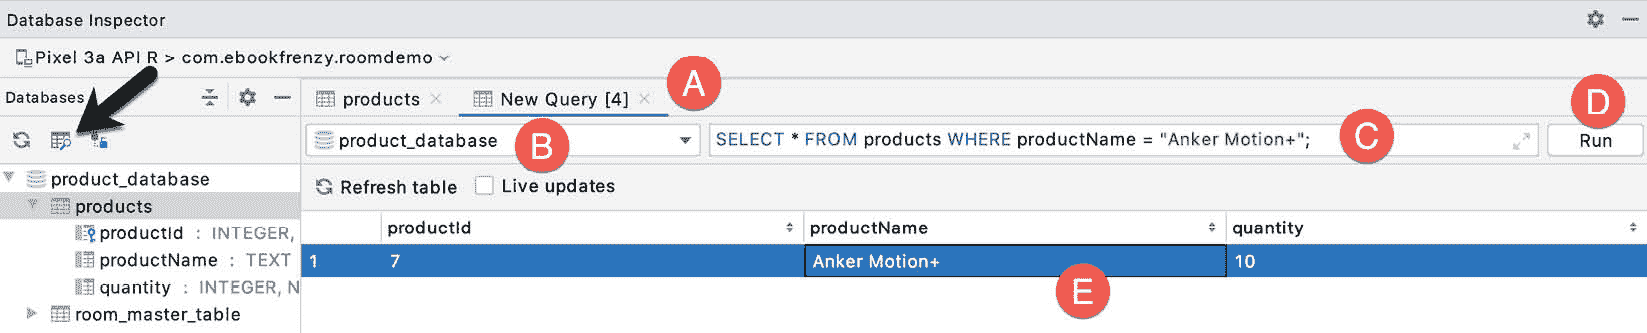 Database Inspector
Pixel 3a API R > com.ebookfrenzy.roomdemo
Databases
products
New Query [4]
A
product_database
B
SELECT * FROM products WHERE productName = "Anker Motion+";
C
D
Run
Refresh table
Live updates
product_database
products
productId : INTEGER,
productName : TEXT
quantity : INTEGER, N
room_master_table
productId
productName
quantity
1
7
Anker Motion+
10
E